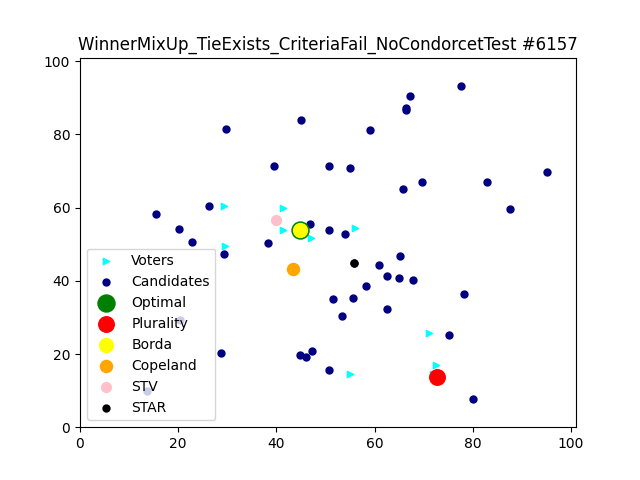 WinnerMixUp_TieExists_CriteriaFail_NoCondorcetTest #6157
100
80
60
40
20
0
Voters
Candidates
Optimal
Plurality
Borda
Copeland
STV
STAR
0 20 40 60 80 100